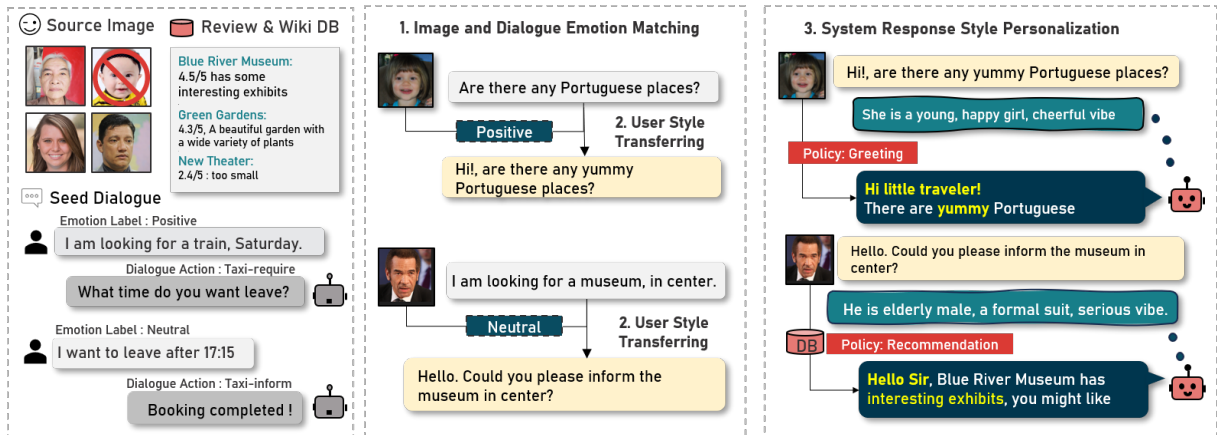 Source Image
Review & Wiki DB
Blue River Museum:
4.5/5 has some
interesting exhibits
Green Gardens:
4.3/5, A beautiful garden with
a wide variety of plants
New Theater:
2.4/5 : too small
Seed Dialogue
Emotion Label : Positive
I am looking for a train, Saturday.
Dialogue Action : Taxi-require
What time do you want leave?
Emotion Label : Neutral
I want to leave after 17:15
Dialogue Action : Taxi-inform
Booking completed !
1. Image and Dialogue Emotion Matching
Are there any Portuguese places?
Positive
2. User Style
Transferring
Hi!, are there any yummy
Portuguese places?
I am looking for a museum, in center.
Neutral
2. User Style
Transferring
Hello. Could you please inform the
museum in center?
3. System Response Style Personalization
Hi!, are there any yummy Portuguese places?
She is a young, happy girl, cheerful vibe
Policy: Greeting
Hi little traveler!
There are yummy Portuguese
Hello. Could you please inform the museum in
center?
He is elderly male, a formal suit, serious vibe.
DB
Policy: Recommendation
Hello Sir, Blue River Museum has
interesting exhibits, you might like